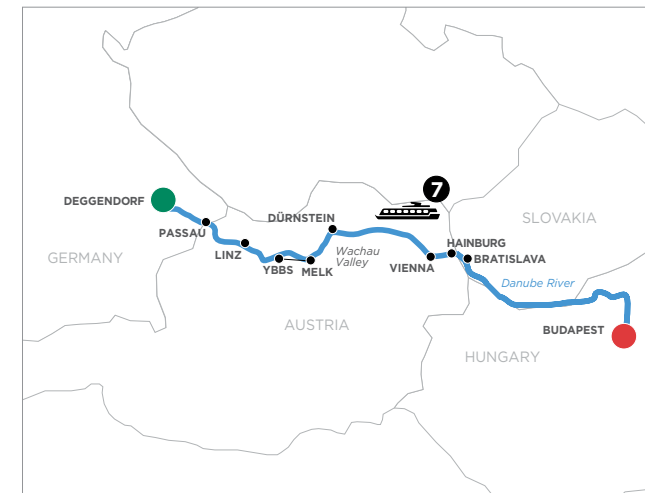 7
DEGGENDORF
DÜRNSTEIN
SLOVAKIA
PASSAU
HAINBURG
GERMANY
LINZ
Wachau
Valley
BRATISLAVA
YBBS
MELK
VIENNA
Danube River
AUSTRIA
BUDAPEST
HUNGARY